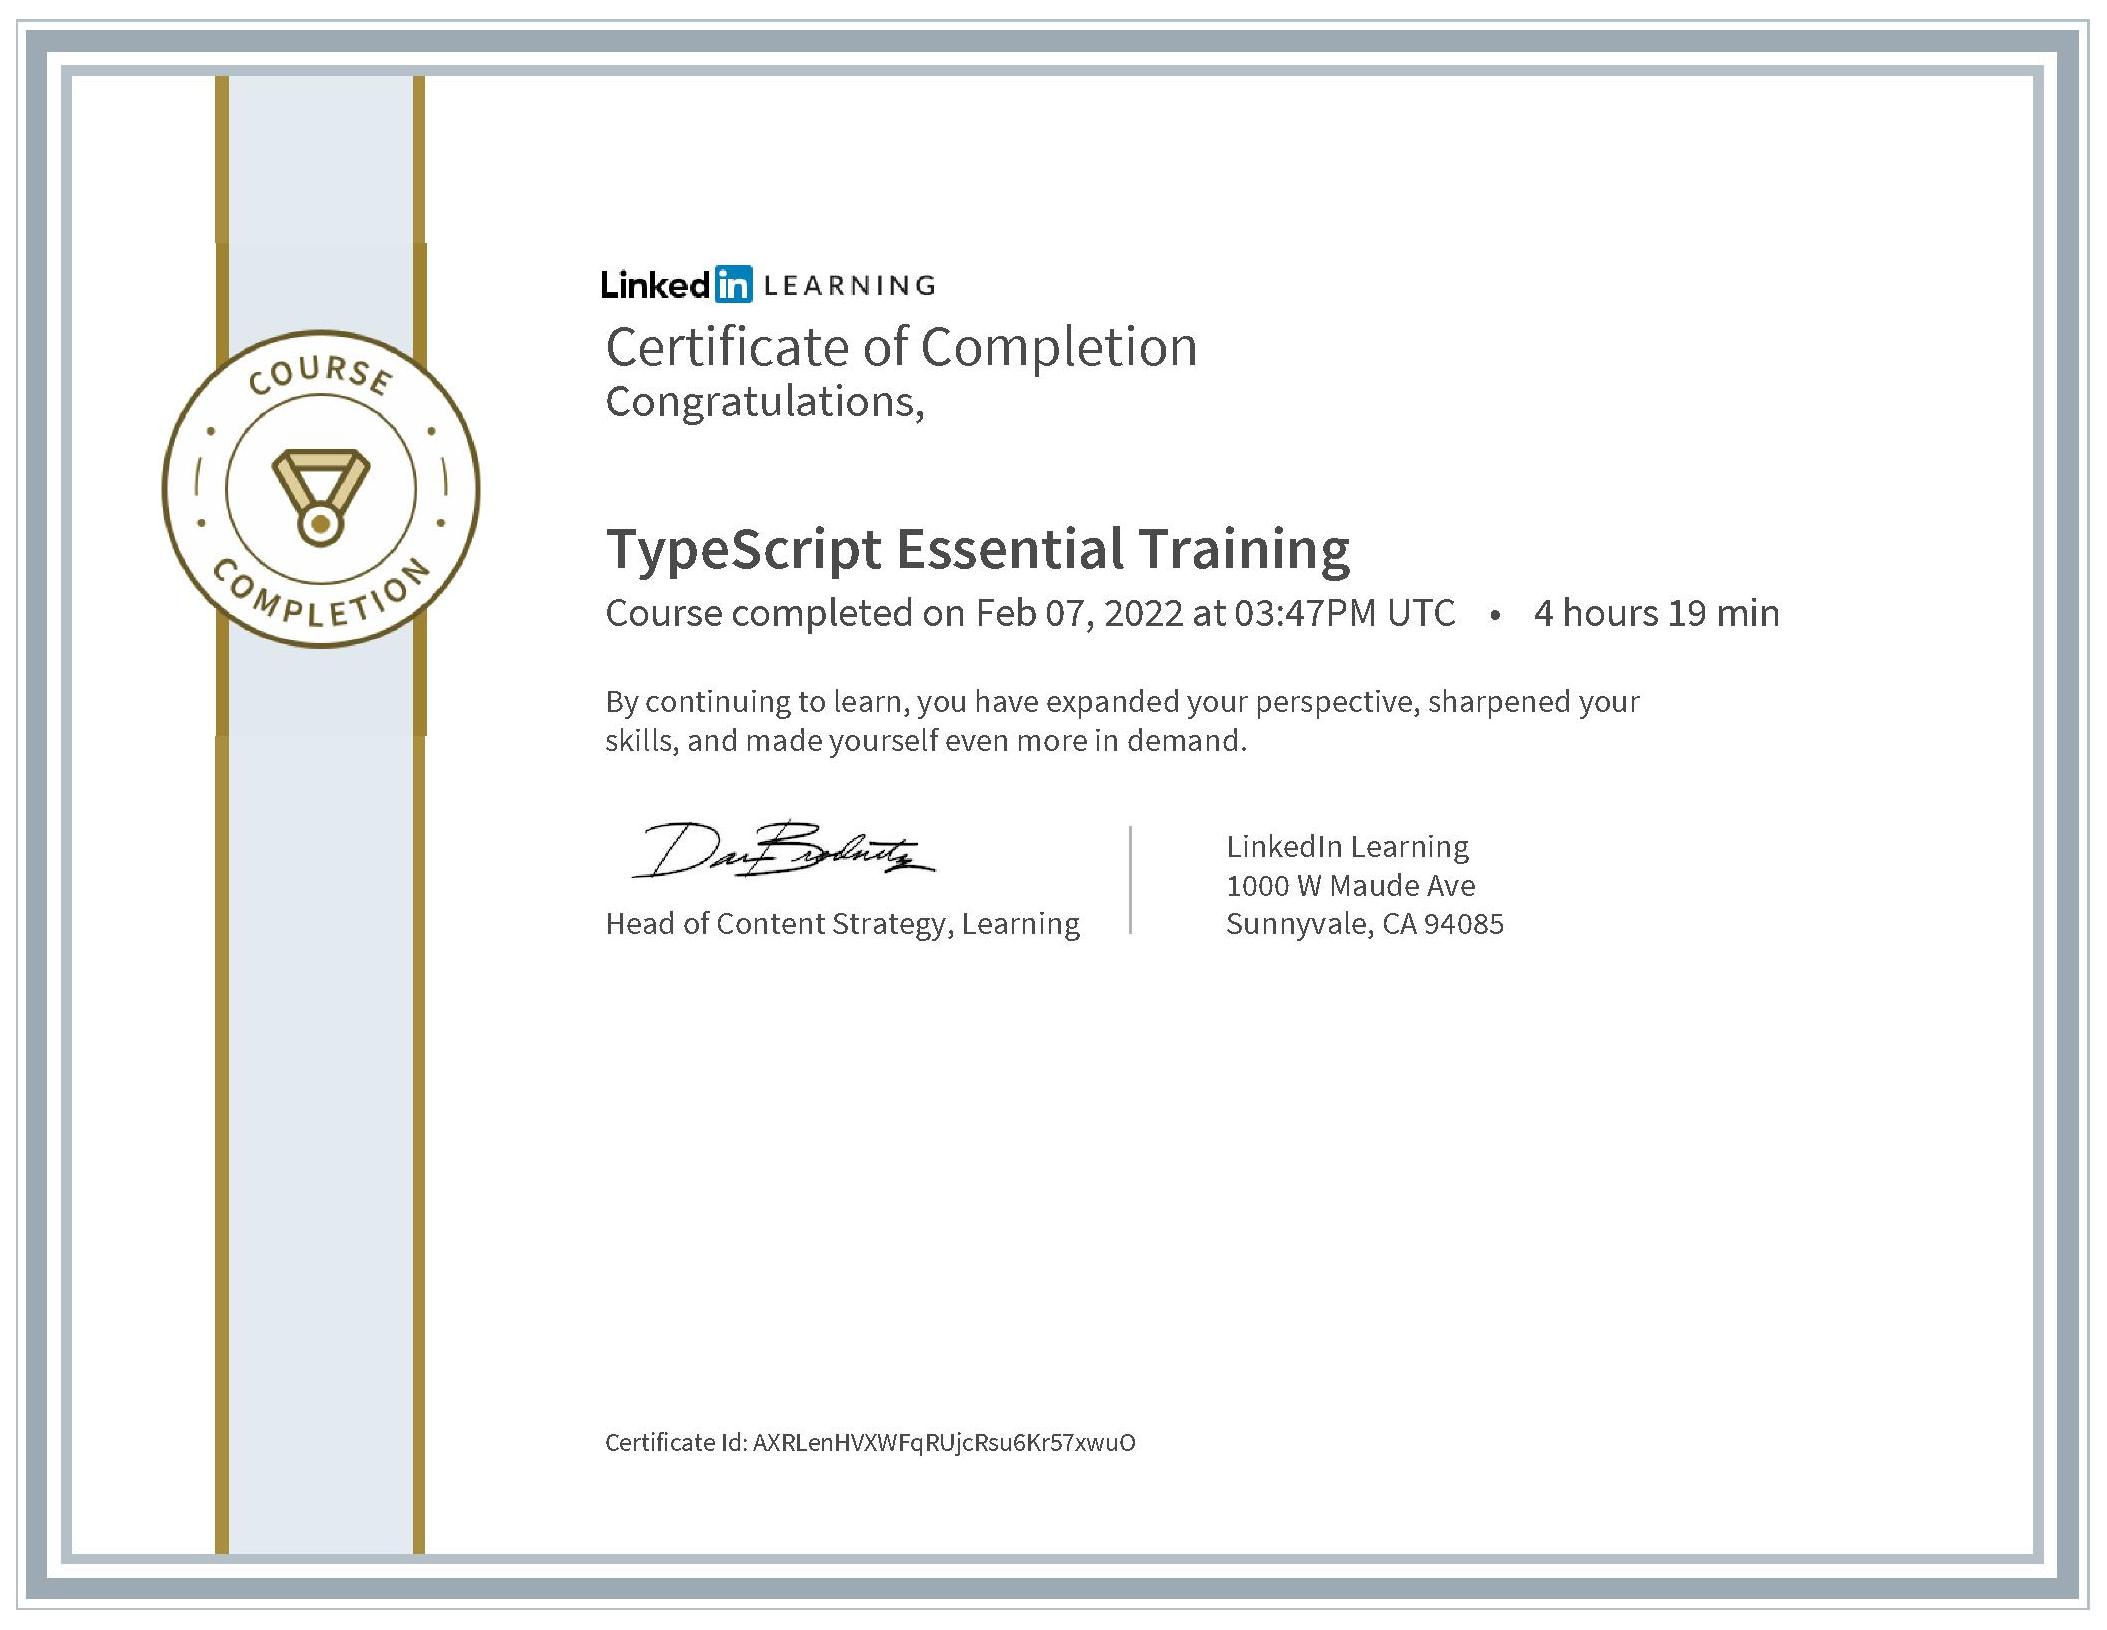 COURSE
COMPLETION
Linked in LEARNING
Certificate of Completion
Congratulations,
TypeScript Essential Training
Course completed on Feb 07, 2022 at 03:47PM UTC • 4 hours 19 min
By continuing to learn, you have expanded your perspective, sharpened your
skills, and made yourself even more in demand.
Dan Brodnitz
Head of Content Strategy, Learning
LinkedIn Learning
1000 W Maude Ave
Sunnyvale, CA 94085
Certificate Id: AXRLenHVXWFqRUjcRsu6Kr57xwuO